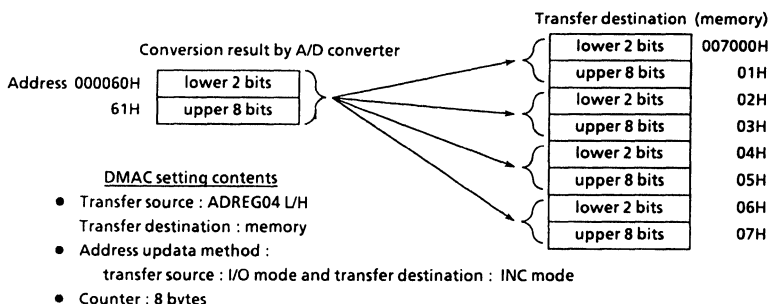 Transfer destination (memory)
Conversion result by A/D converter
Address 000060H lower 2 bits
61H upper 8 bits
lower 2 bits 007000H
upper 8 bits 01H
lower 2 bits 02H
upper 8 bits 03H
lower 2 bits 04H
upper 8 bits 05H
lower 2 bits 06H
upper 8 bits 07H
DMAC setting contents
● Transfer source : ADREG04 L/H
Transfer destination : memory
● Address updata method :
transfer source : I/O mode and transfer destination : INC mode
● Counter : 8 bytes